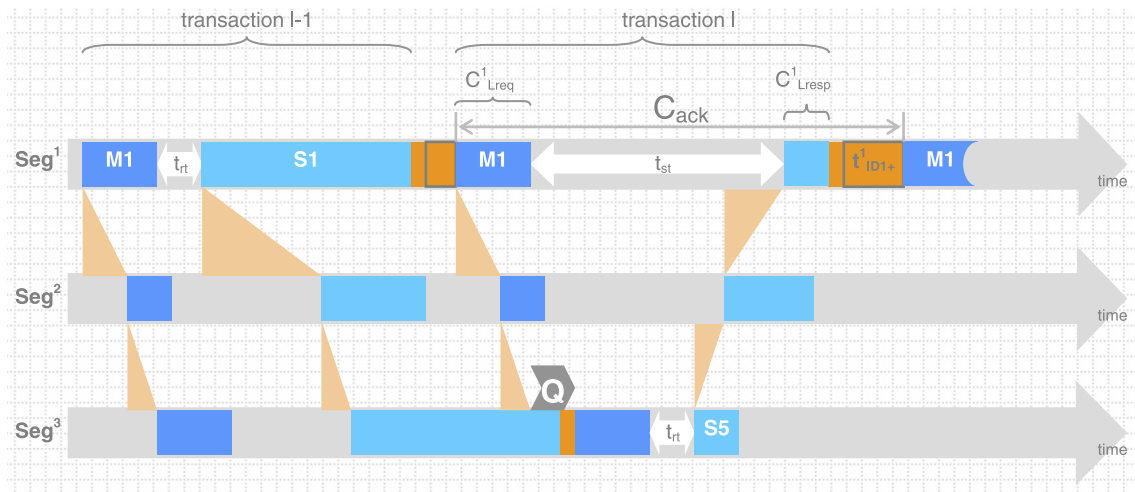 transaction l-1
transaction l
C¹Lreq
C¹Lresp
Cack
Seg¹
M1
trt
S1
M1
tst
t¹ID1+
M1
time
Seg²
time
Q
Seg³
trt
S5
time